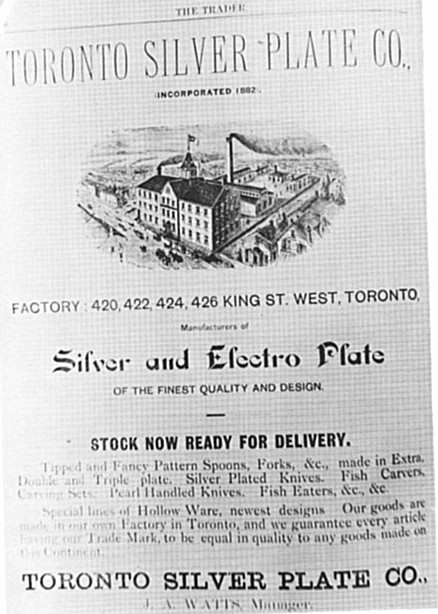 THE TRADER
TORONTO SILVER PLATE CO.,
INCORPORATED 1882.
FACTORY : 420, 422, 424, 426 KING ST. WEST, TORONTO,
Manufacturers of
Silver and Electro Plate
OF THE FINEST QUALITY AND DESIGN.
STOCK NOW READY FOR DELIVERY.
Tipped and Fancy Pattern Spoons, Forks, &c., made in Extra,
Double and Triple plate. Silver Plated Knives. Fish Carvers,
Carving Sets. Pearl Handled Knives. Fish Eaters, &c., &c
Special lines of Hollow Ware, newest designs Our goods are
made in our own Factory in Toronto, and we guarantee every article
having our Trade Mark, to be equal in quality to any goods made on
this Continent.
TORONTO SILVER PLATE CO.,
J. A. WATTS, Manager.